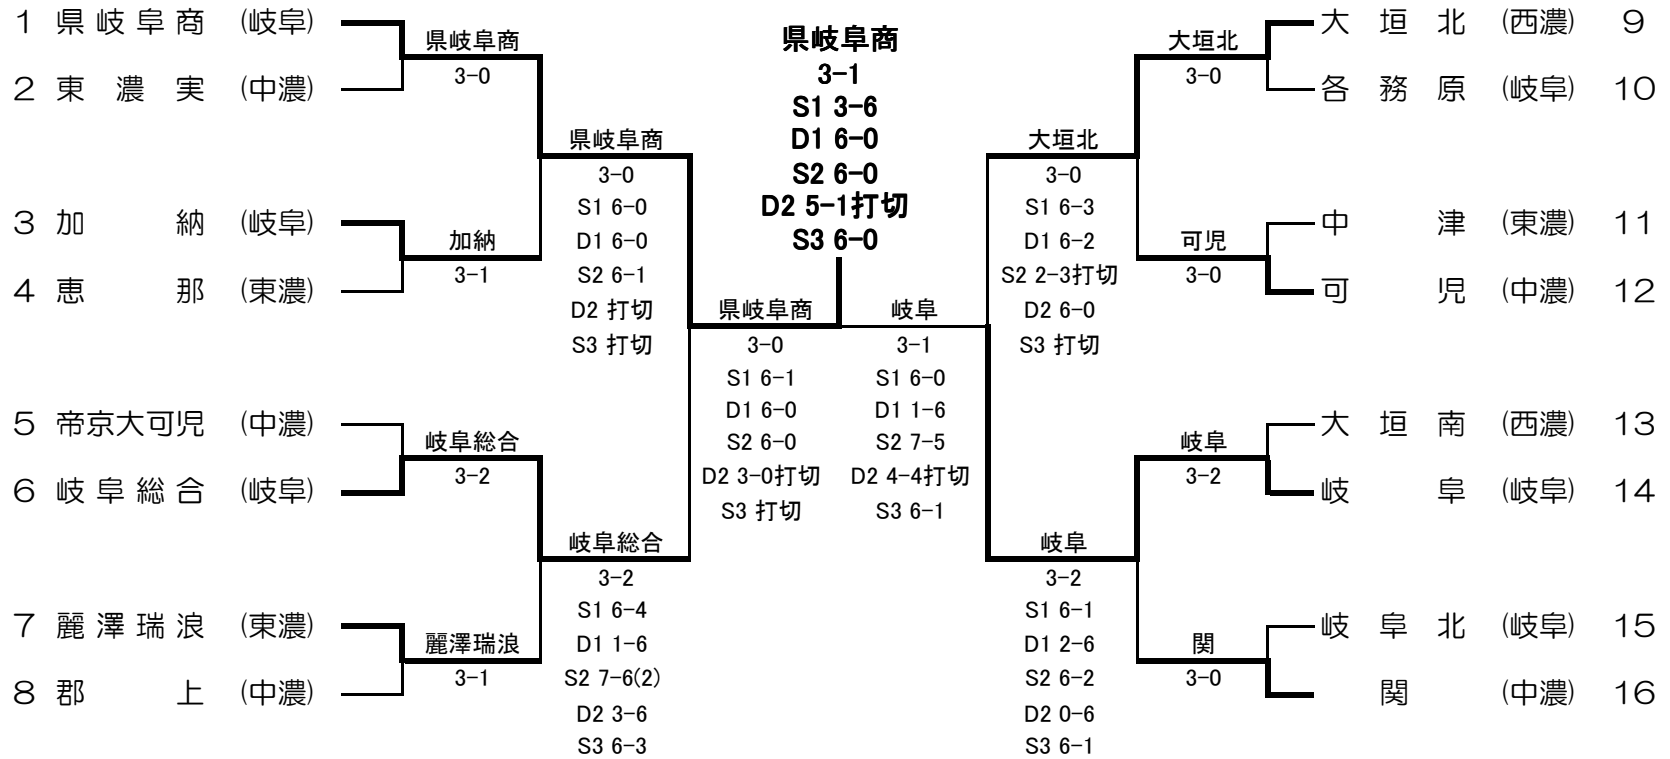 1 県岐阜商 (岐阜)
2 東濃実 (中濃)
3 加納 (岐阜)
4 恵那 (東濃)
5 帝京大可児 (中濃)
6 岐阜総合 (岐阜)
7 麗澤瑞浪 (東濃)
8 郡上 (中濃)
県岐阜商
3-0
加納
3-1
岐阜総合
3-2
麗澤瑞浪
3-1
県岐阜商
3-0
S1 6-0
D1 6-0
S2 6-1
D2 打切
S3 打切
岐阜総合
3-2
S1 6-4
D1 1-6
S2 7-6(2)
D2 3-6
S3 6-3
県岐阜商
3-0
S1 6-1
D1 6-0
S2 6-0
D2 3-0打切
S3 打切
県岐阜商
3-1
S1 3-6
D1 6-0
S2 6-0
D2 5-1打切
S3 6-0
岐阜
3-1
S1 6-0
D1 1-6
S2 7-5
D2 4-4打切
S3 6-1
大垣北
3-0
S1 6-3
D1 6-2
S2 2-3打切
D2 6-0
S3 打切
岐阜
3-2
S1 6-1
D1 2-6
S2 6-2
D2 0-6
S3 6-1
大垣北
3-0
可児
3-0
岐阜
3-2
関
3-0
大垣北 (西濃) 9
各務原 (岐阜) 10
中津 (東濃) 11
可児 (中濃) 12
大垣南 (西濃) 13
岐阜 (岐阜) 14
岐阜北 (岐阜) 15
関 (中濃) 16